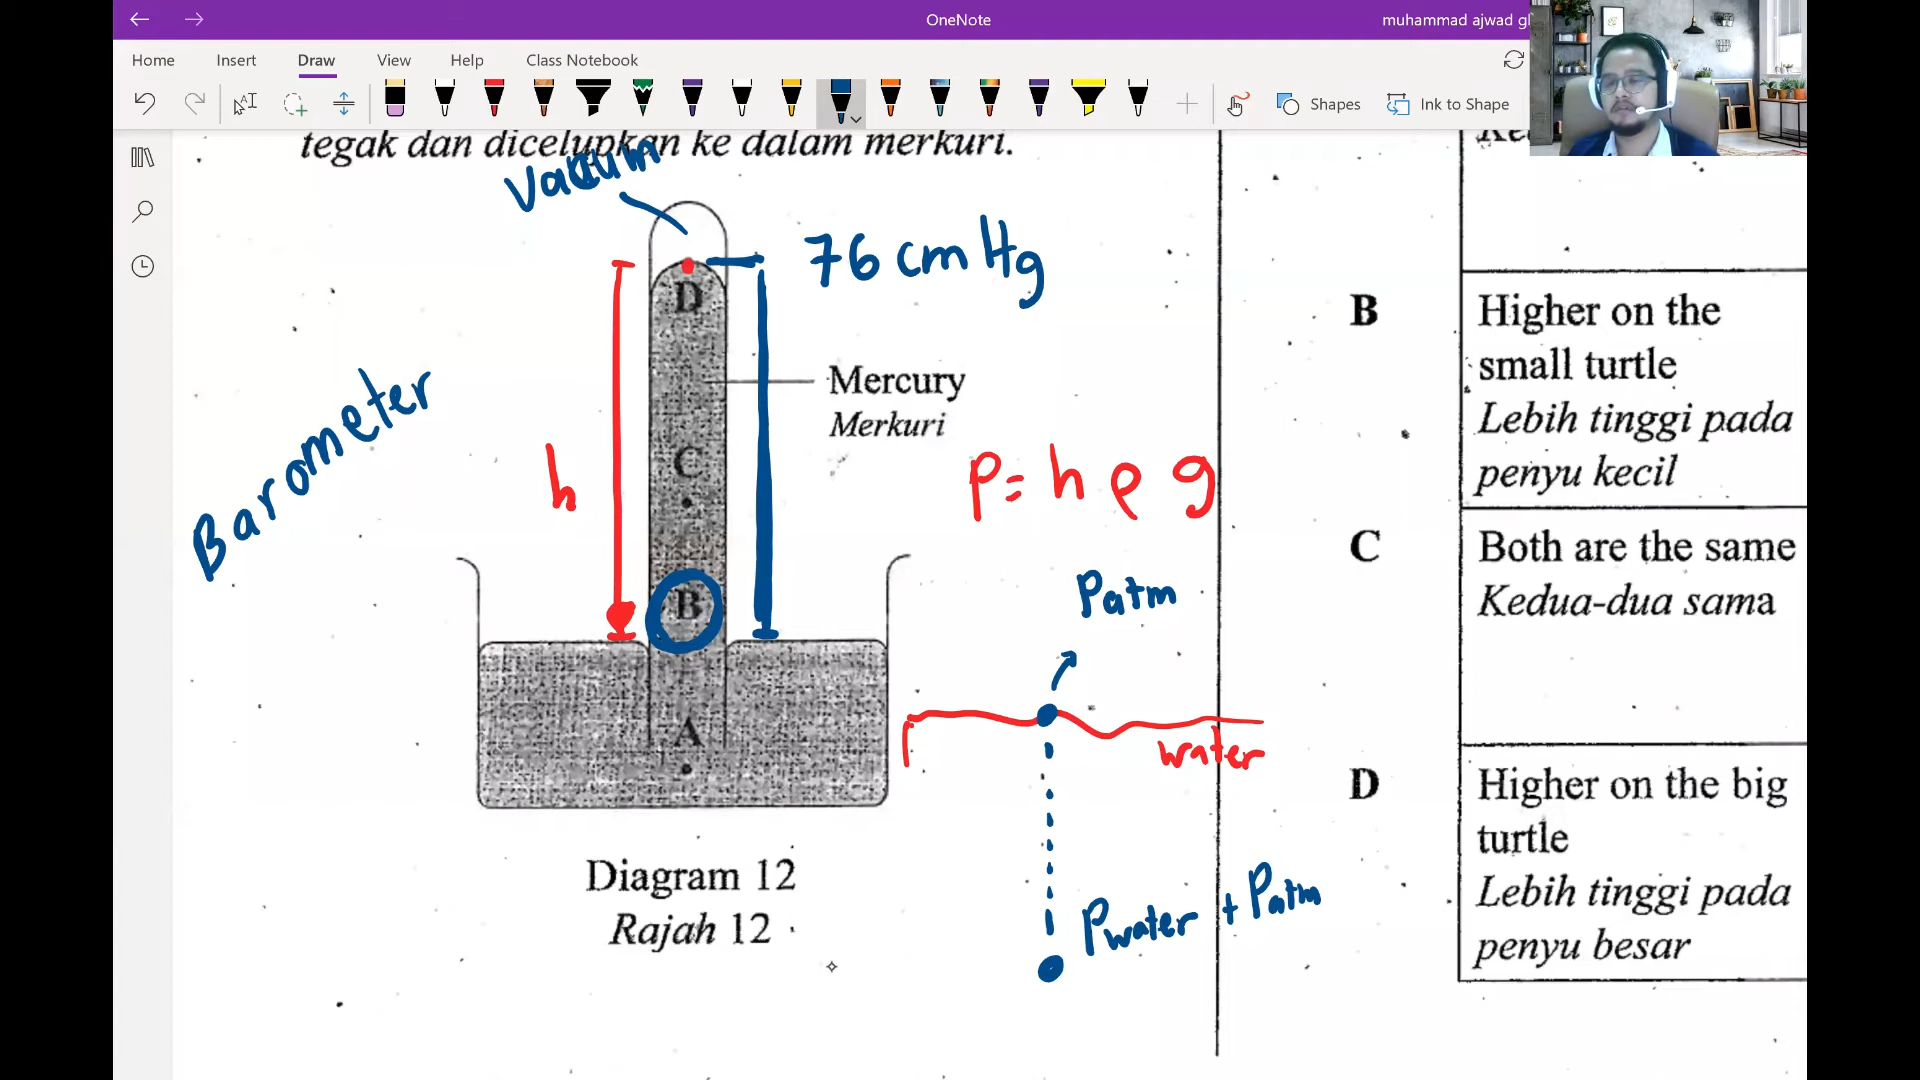 OneNote
muhammad ajwad
Home Insert Draw View Help Class Notebook
Shapes Ink to Shape
tegak dan dicelupkan ke dalam merkuri.
Vacuum
76 cm Hg
D
Mercury
Merkuri
Barometer
h
C
P = h ρ g
B
Patm
A
water
Pwater + Patm
Diagram 12
Rajah 12
B
Higher on the
small turtle
Lebih tinggi pada
penyu kecil
C
Both are the same
Kedua-dua sama
D
Higher on the big
turtle
Lebih tinggi pada
penyu besar